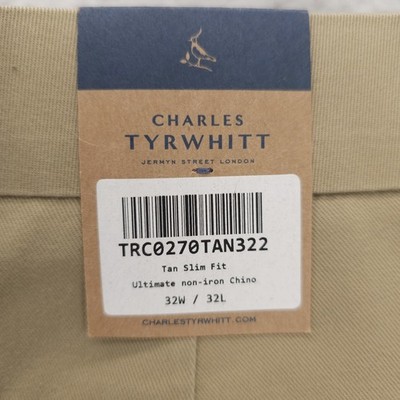 CHARLES
TYRWHITT
JERMYN STREET LONDON
TRC0270TAN322
Tan Slim Fit
Ultimate non-iron Chino
32W / 32L
CHARLESTYRWHITT.COM